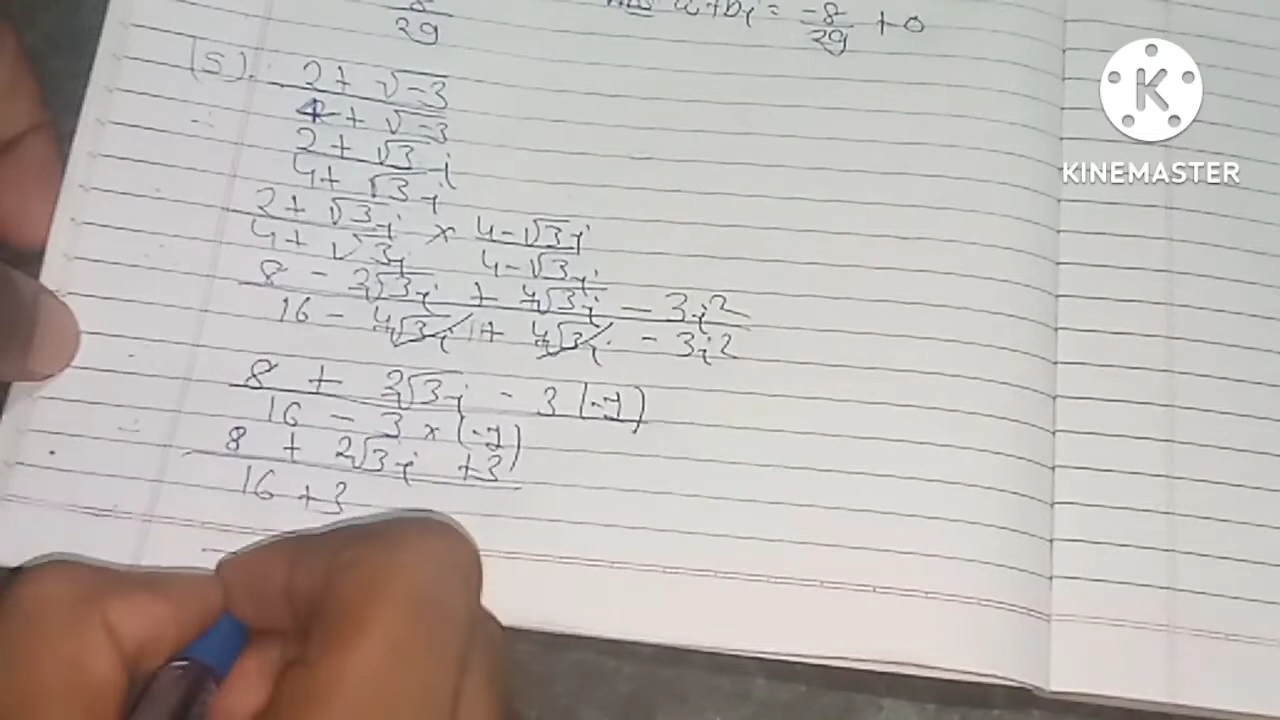 8
29
a+bi = -8/29 + 0
(5). 2 + √-3
4 + √-3
∴ 2 + √3 i
4 + √3 i
2 + √3 i × 4 - √3 i
4 + √3 i 4 - √3 i
8 - 2√3 i + 4√3 i - 3i²
16 - 4√3 i + 4√3 i - 3i²
8 + 2√3 i - 3 (-1)
16 - 3 × (-1)
8 + 2√3 i + 3
16 + 3
K
KINEMASTER